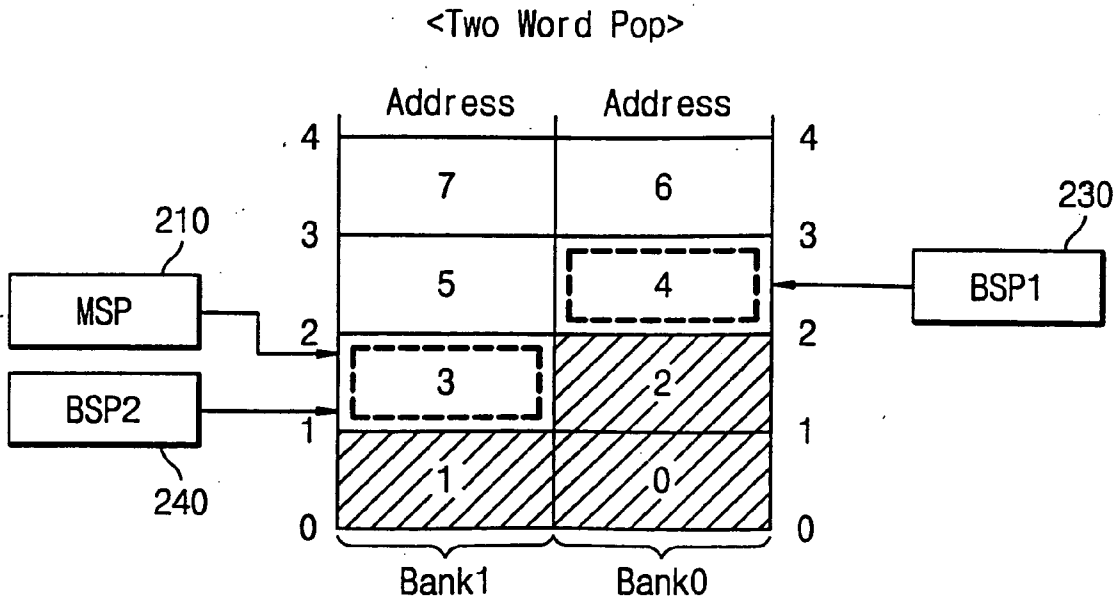 <Two Word Pop>
Address Address
4 4
7 6
210 230
3 3
MSP 5 4 BSP1
2 2
BSP2 3 2
1 1
240 1 0
0 0
Bank1 Bank0